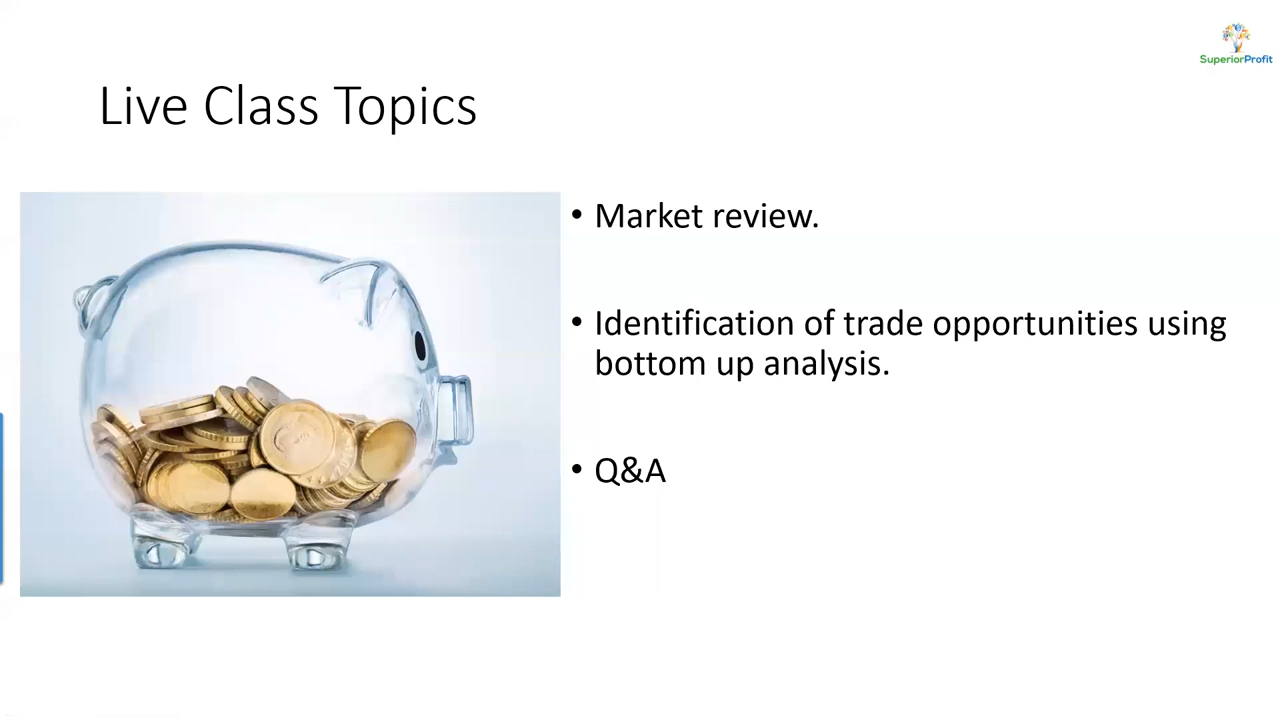 SuperiorProfit
Live Class Topics
• Market review.
• Identification of trade opportunities using
bottom up analysis.
• Q&A